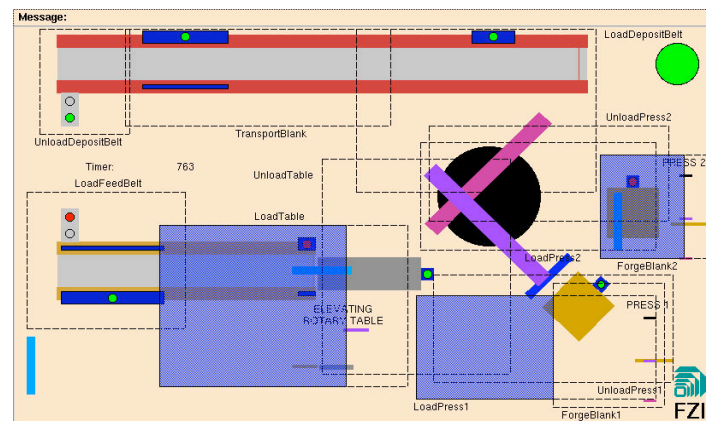 Message:
LoadDepositBelt
UnloadPress2
UnloadDepositBelt
TransportBlank
PRESS 2
Timer: 763
UnloadTable
LoadFeedBelt
LoadTable
LoadPress2
ForgeBlank2
ELEVATING
ROTARY TABLE
PRESS 1
UnloadPress1
LoadPress1
ForgeBlank1
FZI